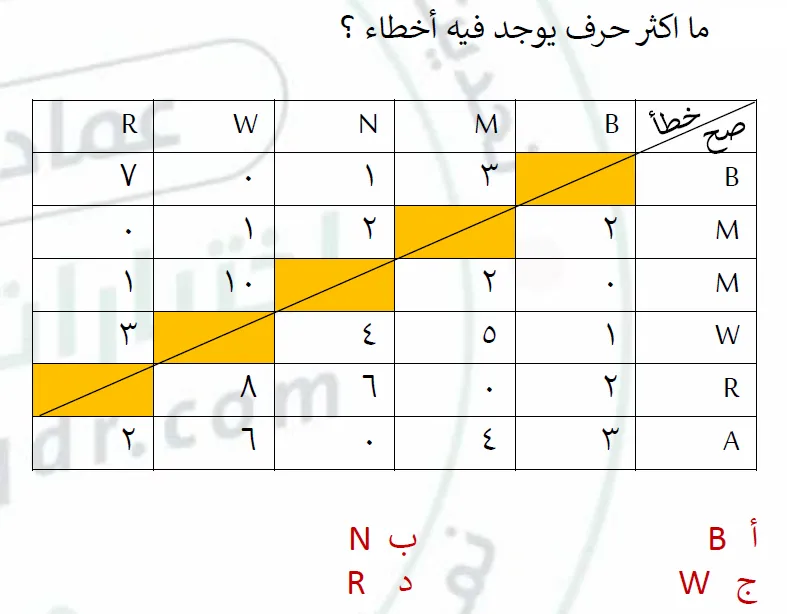 ما اكثر حرف يوجد فيه أخطاء ؟
صح خطأ B M N W R
B ٣ ١ ٠ ٧
M ٢ ٢ ١ ٠
M ٠ ٢ ١٠ ١
W ١ ٥ ٤ ٣
R ٢ ٠ ٦ ٨
A ٣ ٤ ٠ ٦ ٢
أ B ب N
ج W د R